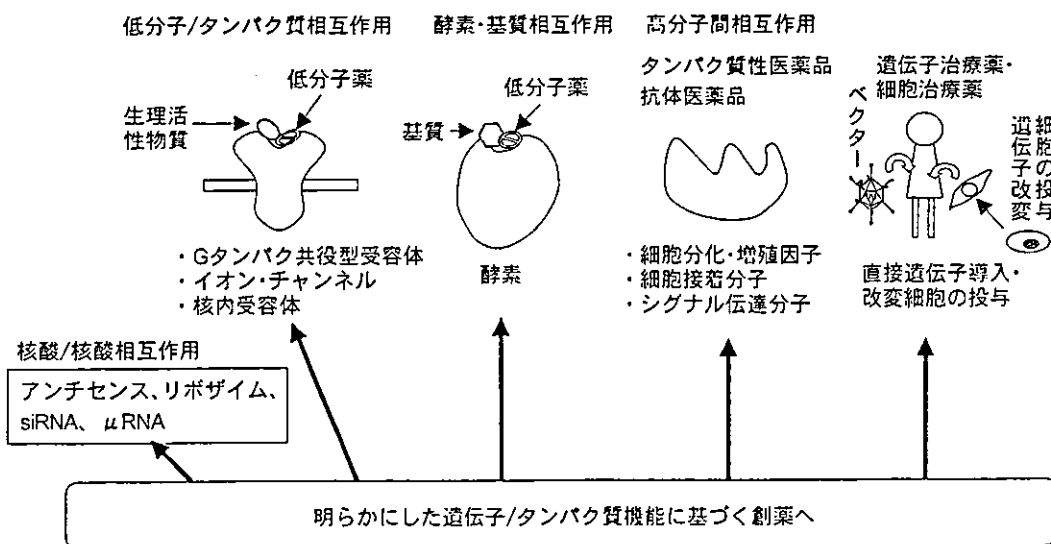 低分子/タンパク質相互作用
生理活
性物質
低分子薬
・Gタンパク共役型受容体
・イオン・チャンネル
・核内受容体
酵素・基質相互作用
低分子薬
基質
酵素
高分子間相互作用
タンパク質性医薬品
抗体医薬品
・細胞分化・増殖因子
・細胞接着分子
・シグナル伝達分子
遺伝子治療薬・
細胞治療薬
ベクター
細胞の投与
遺伝子改変
直接遺伝子導入・
改変細胞の投与
核酸/核酸相互作用
アンチセンス、リボザイム、
siRNA、μRNA
明らかにした遺伝子/タンパク質機能に基づく創薬へ